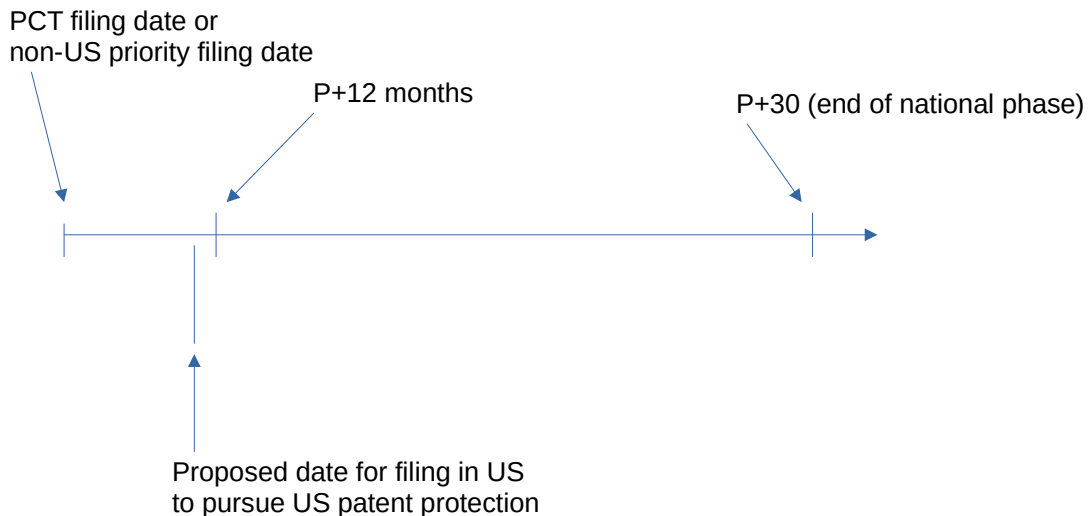 PCT filing date or
non-US priority filing date
P+12 months
P+30 (end of national phase)
Proposed date for filing in US
to pursue US patent protection